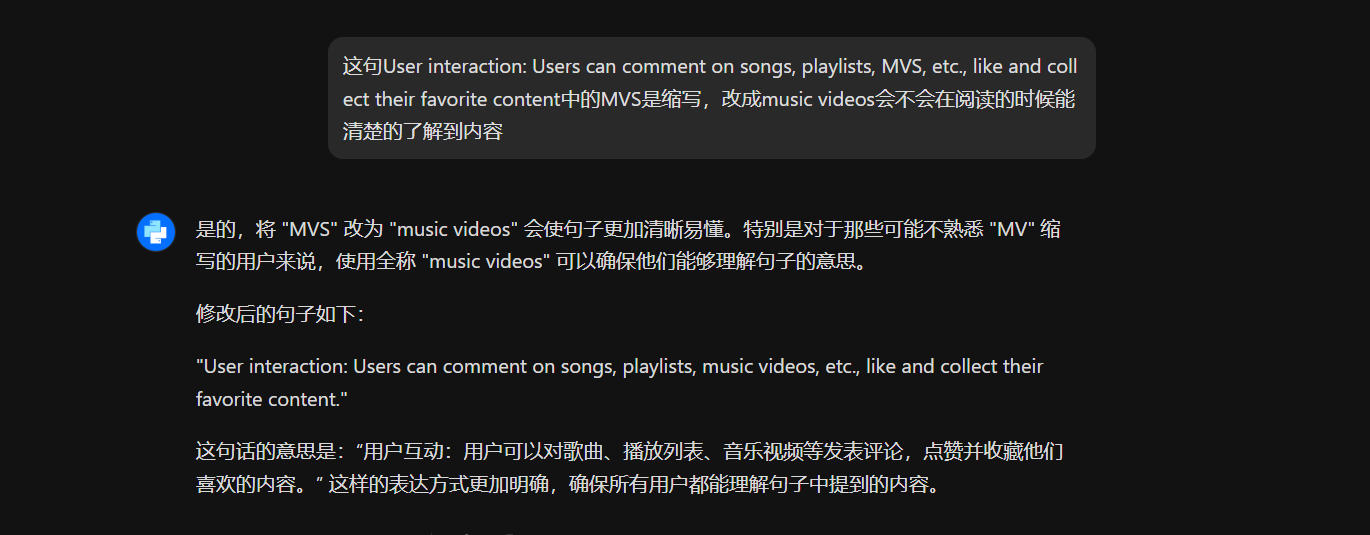 这句User interaction: Users can comment on songs, playlists, MVS, etc., like and coll
ect their favorite content中的MVS是缩写，改成music videos会不会在阅读的时候能
清楚的了解到内容
是的，将 "MVS" 改为 "music videos" 会使句子更加清晰易懂。特别是对于那些可能不熟悉 "MV" 缩
写的用户来说，使用全称 "music videos" 可以确保他们能够理解句子的意思。
修改后的句子如下：
"User interaction: Users can comment on songs, playlists, music videos, etc., like and collect their
favorite content."
这句话的意思是：“用户互动：用户可以对歌曲、播放列表、音乐视频等发表评论，点赞并收藏他们
喜欢的内容。” 这样的表达方式更加明确，确保所有用户都能理解句子中提到的内容。